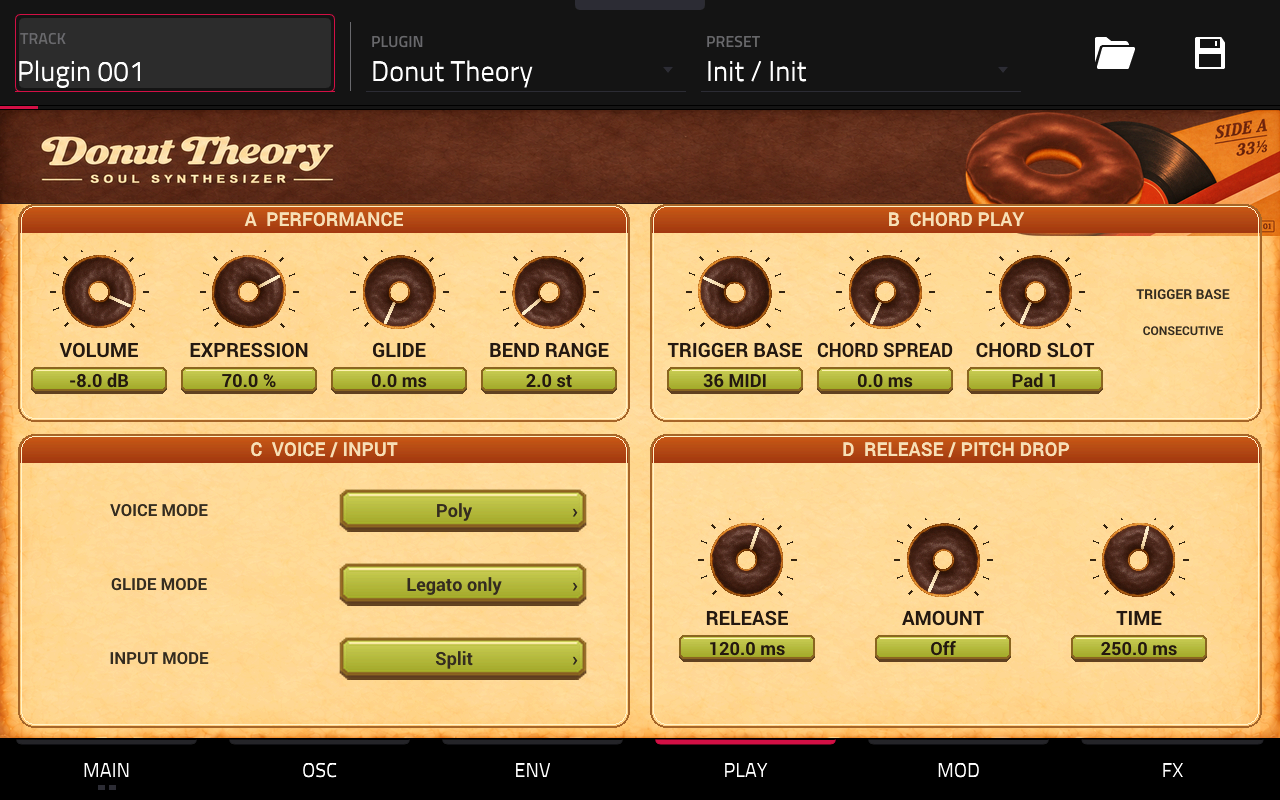 TRACK
Plugin 001
PLUGIN
Donut Theory
PRESET
Init / Init
Donut Theory
SOUL SYNTHESIZER
SIDE A
33⅓
01
A PERFORMANCE
VOLUME
EXPRESSION
GLIDE
BEND RANGE
-8.0 dB
70.0 %
0.0 ms
2.0 st
B CHORD PLAY
TRIGGER BASE
CONSECUTIVE
TRIGGER BASE
CHORD SPREAD
CHORD SLOT
36 MIDI
0.0 ms
Pad 1
C VOICE / INPUT
VOICE MODE
Poly ›
GLIDE MODE
Legato only ›
INPUT MODE
Split ›
D RELEASE / PITCH DROP
RELEASE
AMOUNT
TIME
120.0 ms
Off
250.0 ms
MAIN
OSC
ENV
PLAY
MOD
FX